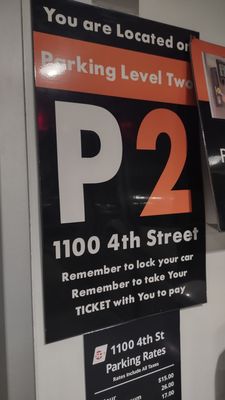 You are Located on
Parking Level Two
P2
1100 4th Street
Remember to lock your car
Remember to take Your
TICKET with You to pay
1100 4th St
Parking Rates
Rates Include All Taxes
$15.00
26.00
17.00